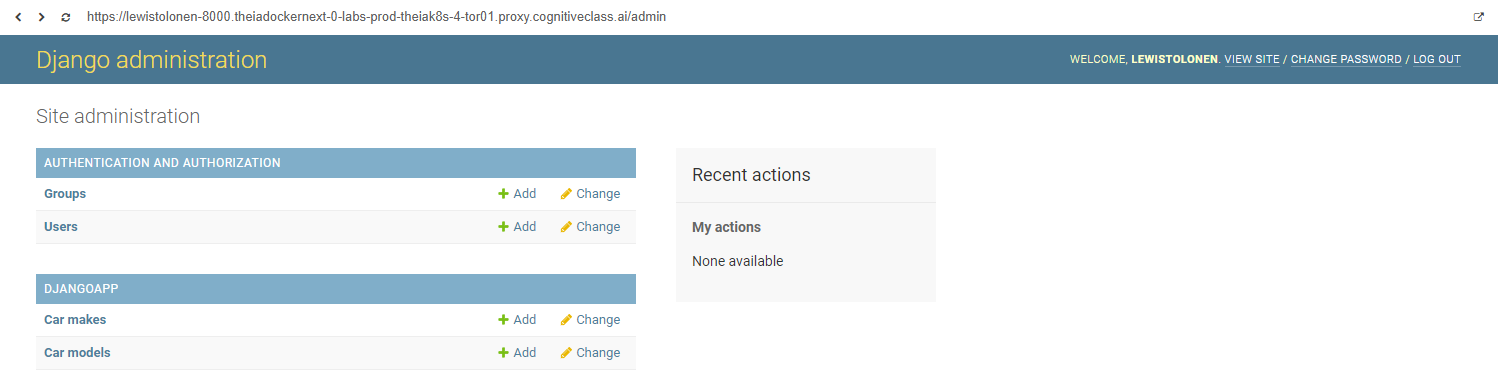 https://lewistolonen-8000.theiadockernext-0-labs-prod-theiak8s-4-tor01.proxy.cognitiveclass.ai/admin
Django administration
WELCOME, LEWISTOLONEN. VIEW SITE / CHANGE PASSWORD / LOG OUT
Site administration
AUTHENTICATION AND AUTHORIZATION
Groups Add Change
Users Add Change
DJANGOAPP
Car makes Add Change
Car models Add Change
Recent actions
My actions
None available